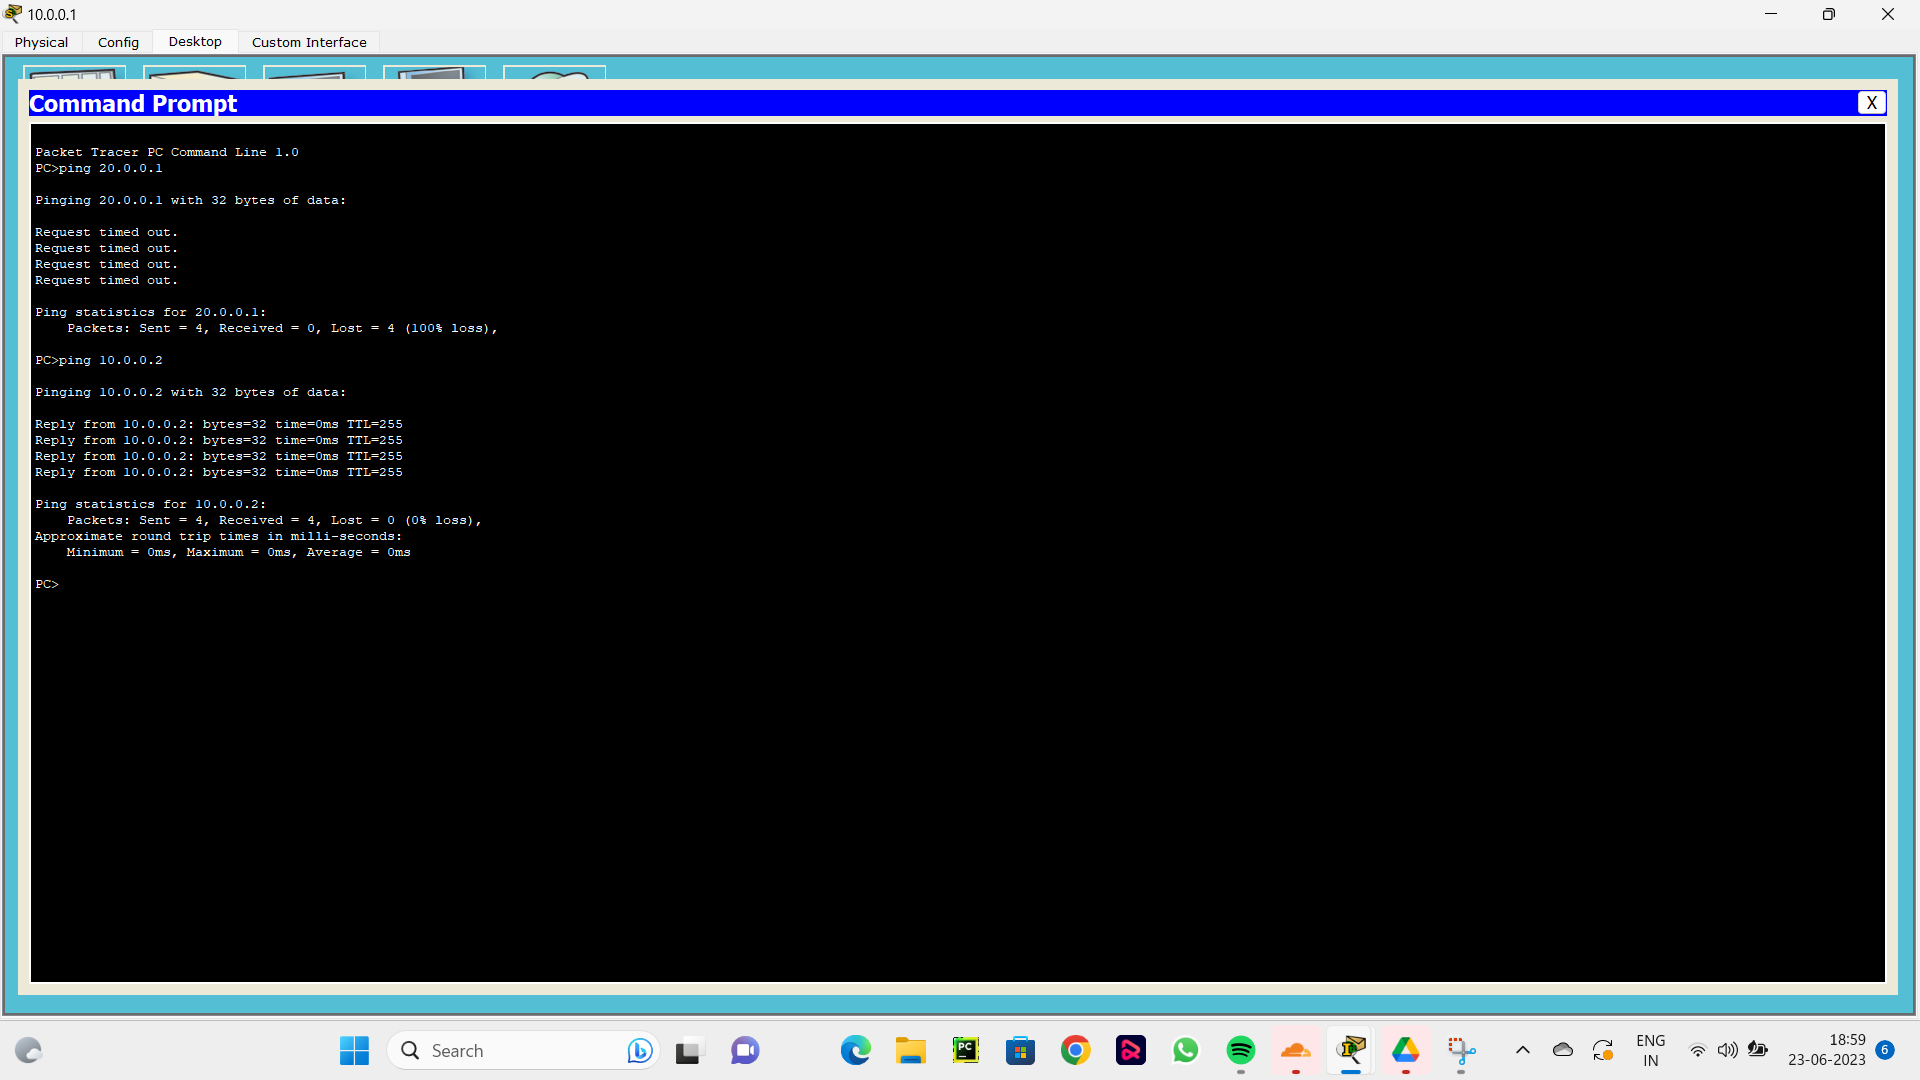 10.0.0.1
Physical Config Desktop Custom Interface
Command Prompt X
Packet Tracer PC Command Line 1.0
PC>ping 20.0.0.1
Pinging 20.0.0.1 with 32 bytes of data:
Request timed out.
Request timed out.
Request timed out.
Request timed out.
Ping statistics for 20.0.0.1:
Packets: Sent = 4, Received = 0, Lost = 4 (100% loss),
PC>ping 10.0.0.2
Pinging 10.0.0.2 with 32 bytes of data:
Reply from 10.0.0.2: bytes=32 time=0ms TTL=255
Reply from 10.0.0.2: bytes=32 time=0ms TTL=255
Reply from 10.0.0.2: bytes=32 time=0ms TTL=255
Reply from 10.0.0.2: bytes=32 time=0ms TTL=255
Ping statistics for 10.0.0.2:
Packets: Sent = 4, Received = 4, Lost = 0 (0% loss),
Approximate round trip times in milli-seconds:
Minimum = 0ms, Maximum = 0ms, Average = 0ms
PC>
Search
PC
ENG
IN
18:59
23-06-2023
6